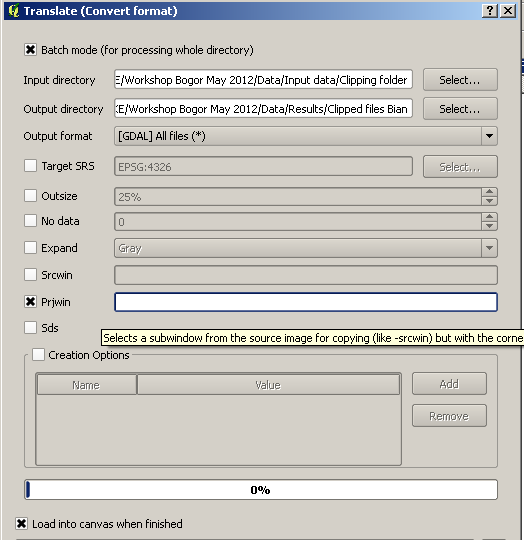 Translate (Convert format)
Batch mode (for processing whole directory)
Input directory E/Workshop Bogor May 2012/Data/Input data/Clipping folder Select...
Output directory CE/Workshop Bogor May 2012/Data/Results/Clipped files Bian Select...
Output format [GDAL] All files (*)
Target SRS EPSG:4326 Select...
Outsize 25%
No data 0
Expand Gray
Srcwin
Prjwin
Sds
Selects a subwindow from the source image for copying (like -srcwin) but with the corne
Creation Options
Name Value Add
Remove
0%
Load into canvas when finished